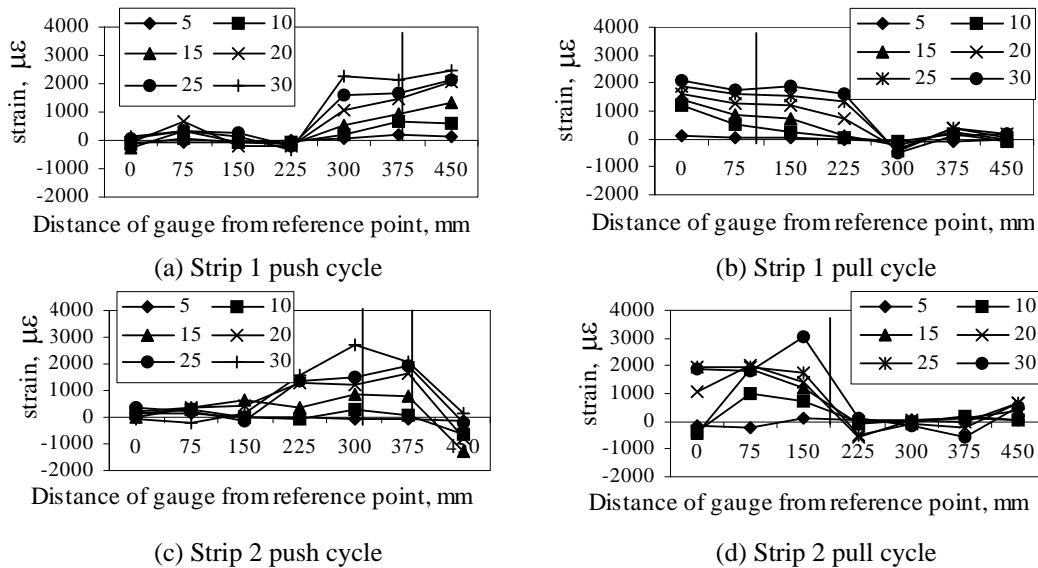 5 10
15 20
25 30
4000
3000
2000
1000
0
-1000
-2000
strain, με
0 75 150 225 300 375 450
Distance of gauge from reference point, mm
(a) Strip 1 push cycle
5 10
15 20
25 30
4000
3000
2000
1000
0
-1000
-2000
strain, με
0 75 150 225 300 375 450
Distance of gauge from reference point, mm
(b) Strip 1 pull cycle
5 10
15 20
25 30
4000
3000
2000
1000
0
-1000
-2000
strain, με
0 75 150 225 300 375 450
Distance of gauge from reference point, mm
(c) Strip 2 push cycle
5 10
15 20
25 30
4000
3000
2000
1000
0
-1000
-2000
strain, με
0 75 150 225 300 375 450
Distance of gauge from reference point, mm
(d) Strip 2 pull cycle